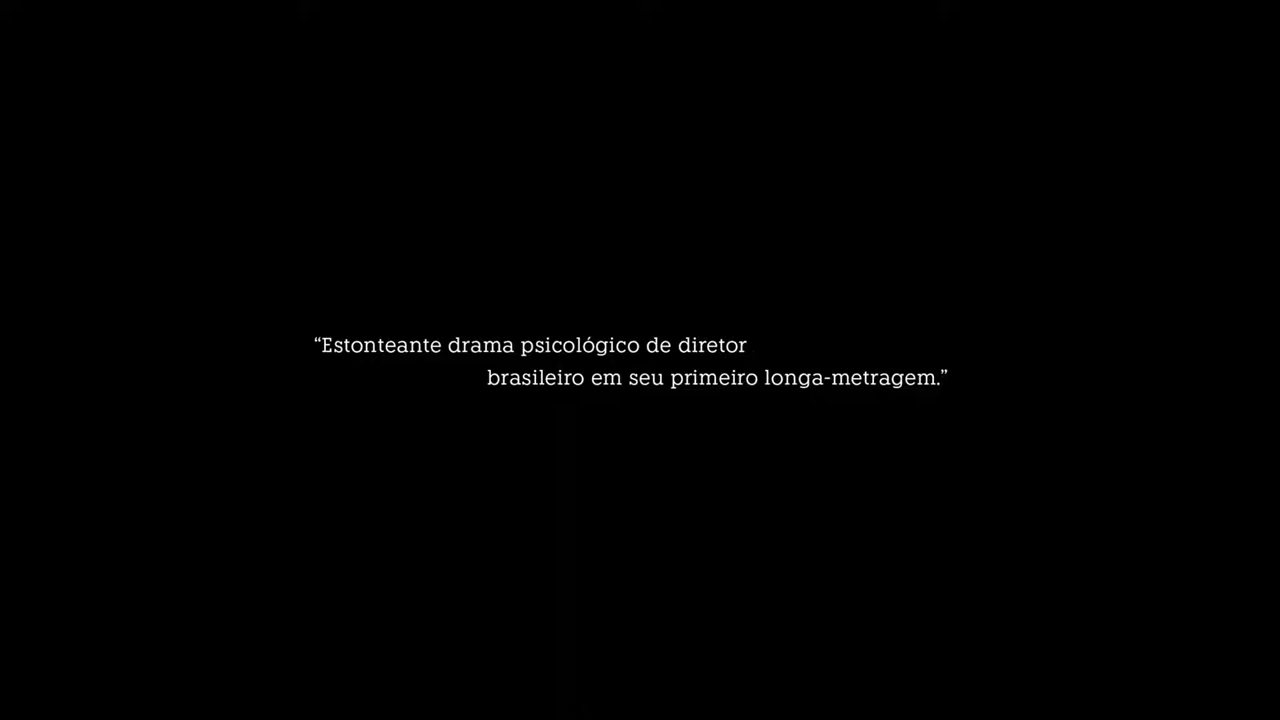 “Estonteante drama psicológico de diretor
brasileiro em seu primeiro longa-metragem.”